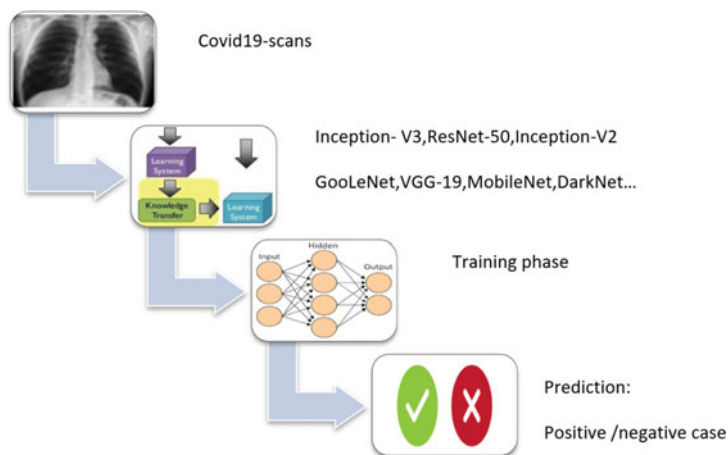 Covid19-scans
Inception- V3,ResNet-50,Inception-V2
GooLeNet,VGG-19,MobileNet,DarkNet...
Learning
System
Knowledge
Transfer
Learning
System
Training phase
Input
Hidden
Output
Prediction:
Positive /negative case